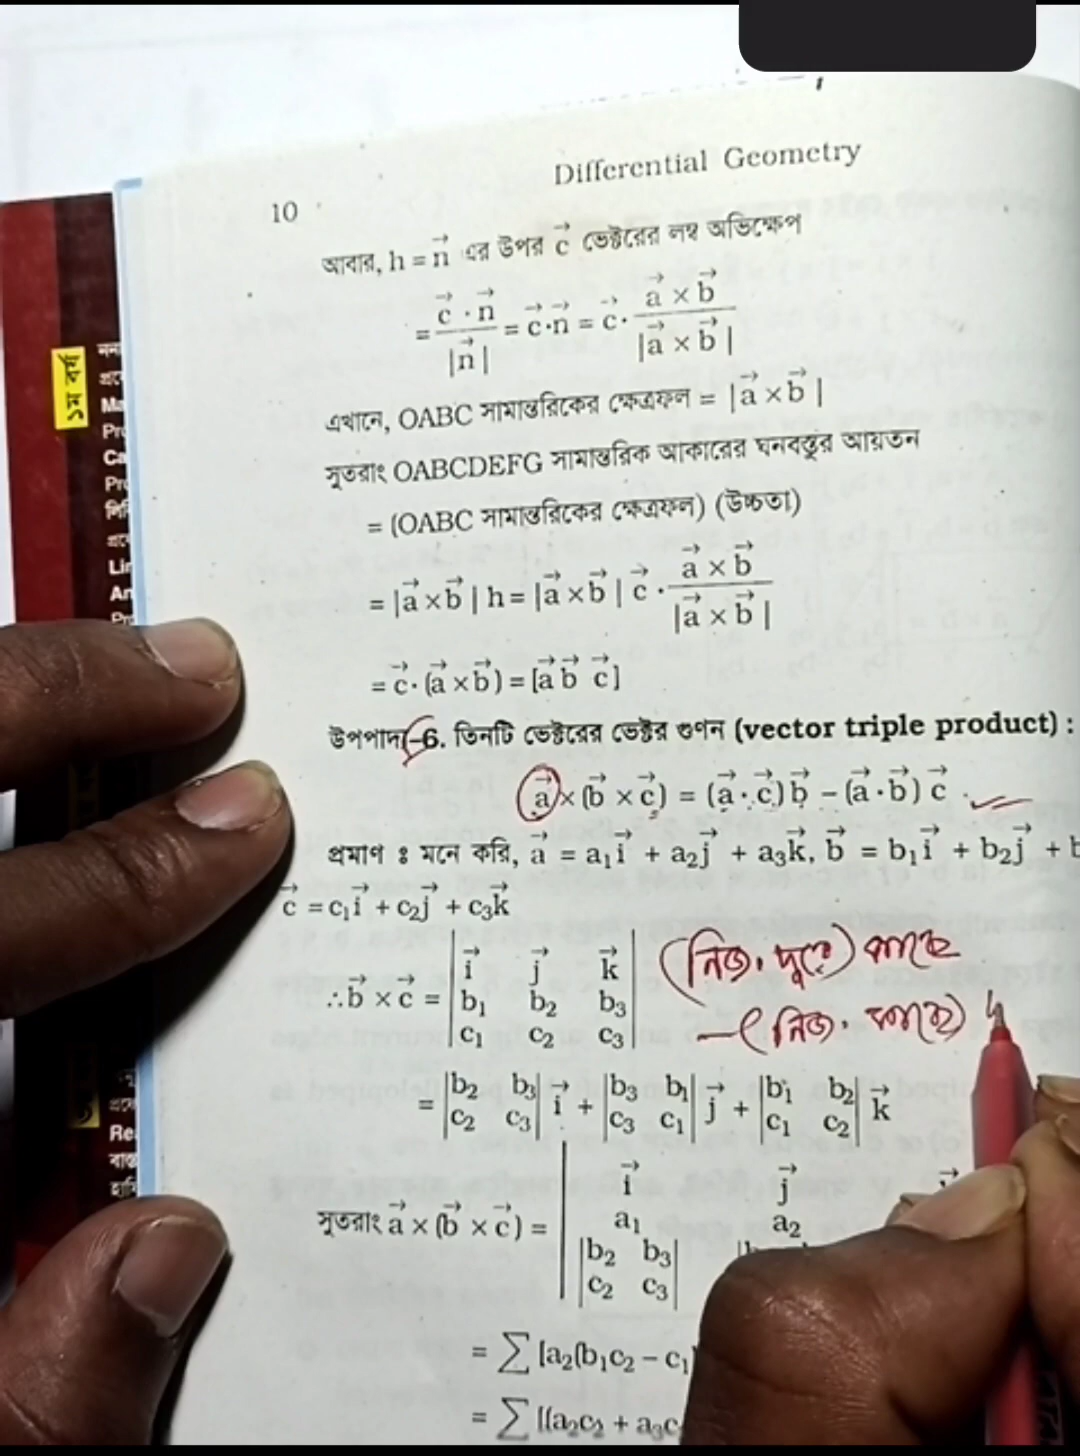 Differential Geometry
10
আবার, h = n⃗ এর উপর c⃗ ভেক্টরের লম্ব অভিক্ষেপ
= (c⃗ · n⃗)/|n⃗| = c⃗·n⃗ = c⃗· (a⃗ × b⃗)/|a⃗ × b⃗|
এখানে, OABC সামান্তরিকের ক্ষেত্রফল = |a⃗ × b⃗|
সুতরাং OABCDEFG সামান্তরিক আকারের ঘনবস্তুর আয়তন
= (OABC সামান্তরিকের ক্ষেত্রফল) (উচ্চতা)
= |a⃗ × b⃗| h = |a⃗ × b⃗| c⃗ · (a⃗ × b⃗)/|a⃗ × b⃗|
= c⃗· (a⃗ × b⃗) = [a⃗ b⃗ c⃗]
উপপাদ্য-6. তিনটি ভেক্টরের ভেক্টর গুণন (vector triple product) :
a⃗ × (b⃗ × c⃗) = (a⃗ · c⃗) b⃗ − (a⃗ · b⃗) c⃗
প্রমাণ ঃ মনে করি, a⃗ = a₁i⃗ + a₂j⃗ + a₃k⃗, b⃗ = b₁i⃗ + b₂j⃗ +
c⃗ = c₁i⃗ + c₂j⃗ + c₃k⃗
(নিজ. দূরে) কাছে
∴ b⃗ × c⃗ = | i⃗ j⃗ k⃗ |
| b₁ b₂ b₃ |
| c₁ c₂ c₃ |
— (নিজ. কাছে)
= |b₂ b₃| i⃗ + |b₃ b₁| j⃗ + |b₁ b₂| k⃗
|c₂ c₃| |c₃ c₁| |c₁ c₂|
সুতরাং a⃗ × (b⃗ × c⃗) = | i⃗ j⃗
a₁ a₂
|b₂ b₃|
|c₂ c₃|
= ∑ [a₂(b₁c₂ − c₁
= ∑ [(a₂c₂ + a₃c
১ম বর্ষ